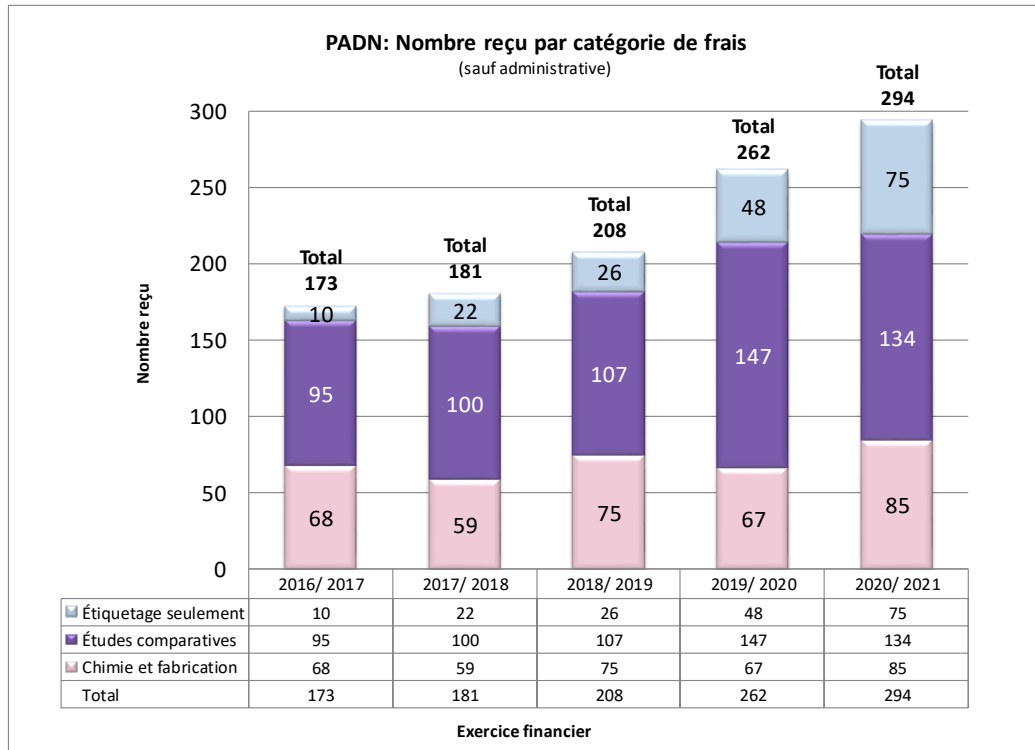 PADN: Nombre reçu par catégorie de frais
(sauf administrative)
Total
173
Total
181
Total
208
Total
262
Total
294
300
250
200
150
100
50
0
Nombre reçu
10
95
68
22
100
59
26
107
75
48
147
67
75
134
85
2016/ 2017 2017/ 2018 2018/ 2019 2019/ 2020 2020/ 2021
Étiquetage seulement 10 22 26 48 75
Études comparatives 95 100 107 147 134
Chimie et fabrication 68 59 75 67 85
Total 173 181 208 262 294
Exercice financier